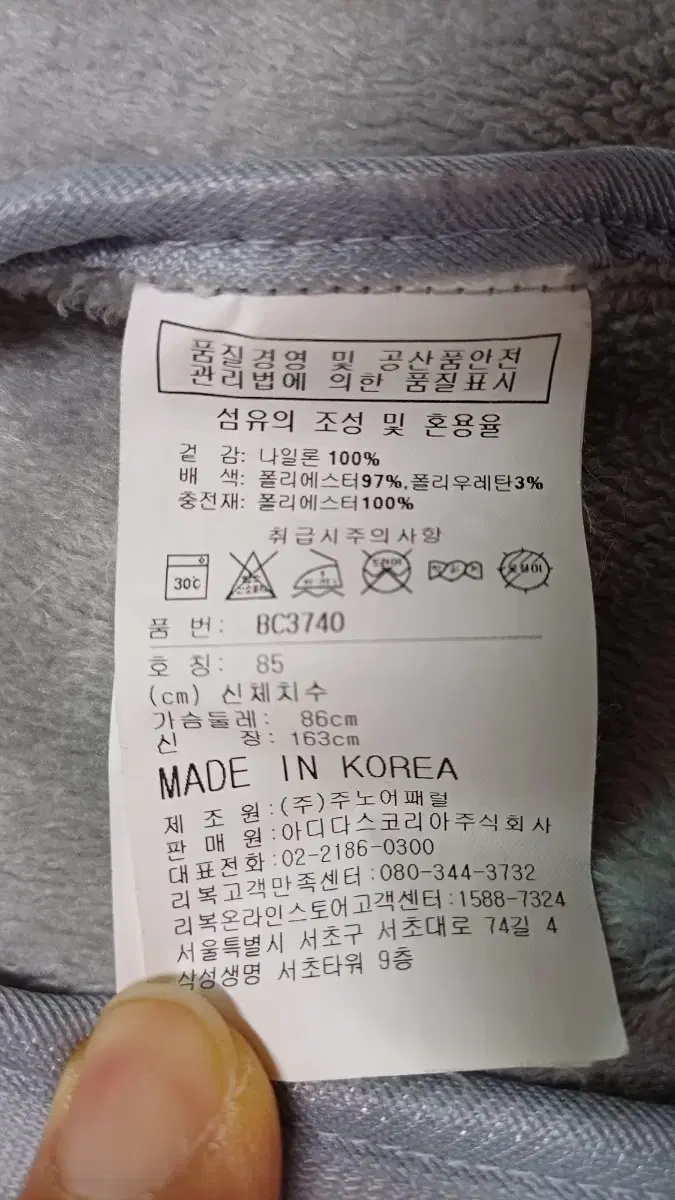 품질경영 및 공산품안전
관리법에 의한 품질표시
섬유의 조성 및 혼용율
겉 감: 나일론 100%
배 색: 폴리에스터97%,폴리우레탄3%
충전재: 폴리에스터100%
취급시주의사항
30℃ 드라이
품 번: BC3740
호 칭: 85
(cm) 신체치수
가슴둘레: 86cm
신 장: 163cm
MADE IN KOREA
제 조 원:(주)주노어패럴
판 매 원:아디다스코리아주식회사
대표전화:02-2186-0300
리복고객만족센터:080-344-3732
리복온라인스토어고객센터:1588-7324
서울특별시 서초구 서초대로 74길 4
삼성생명 서초타워 9층